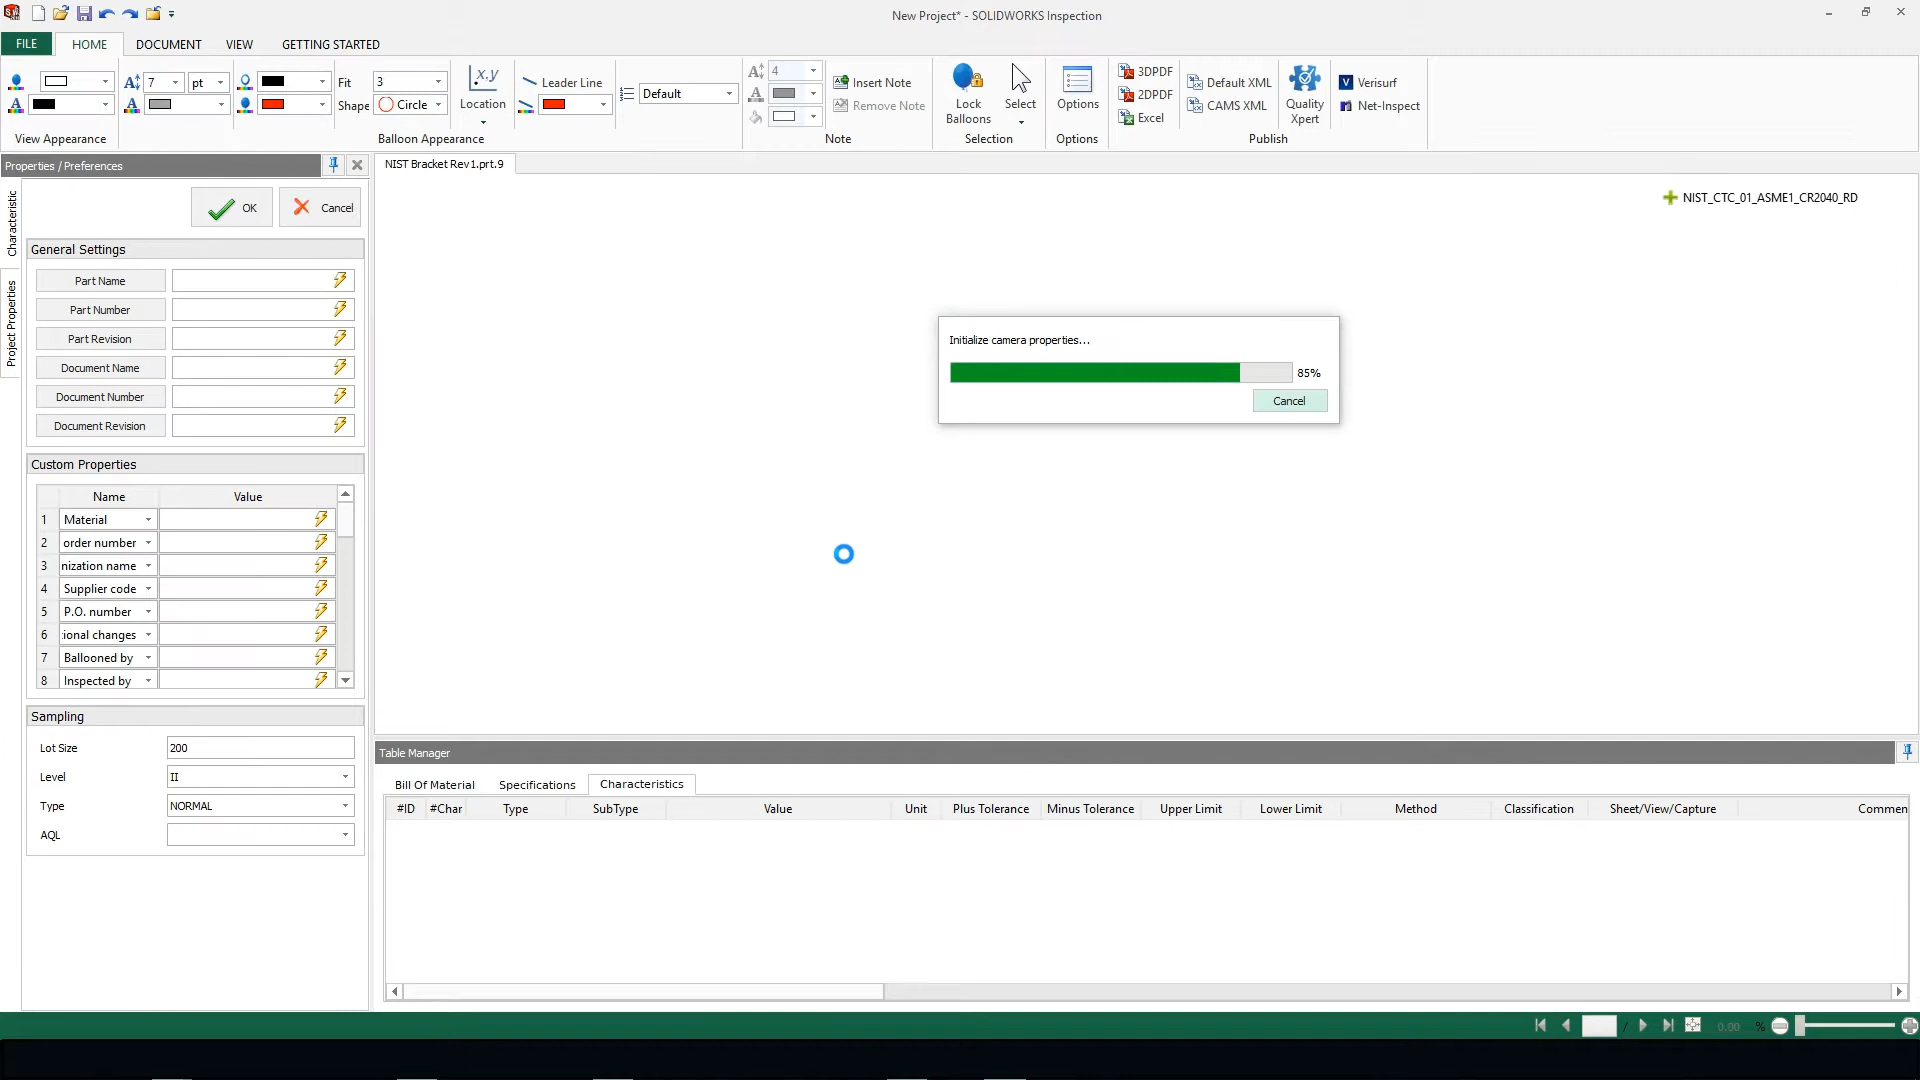 New Project* - SOLIDWORKS Inspection
FILE HOME DOCUMENT VIEW GETTING STARTED
7 pt Fit 3 x.y Leader Line Default 4 Insert Note 3DPDF Default XML Verisurf
Shape Circle Location Remove Note Lock Balloons Select Options 2PDF CAMS XML Quality Xpert Net-Inspect
Excel
View Appearance Balloon Appearance Note Selection Options Publish
Properties / Preferences
NIST Bracket Rev1.prt.9
Characteristic
Project Properties
OK Cancel
NIST_CTC_01_ASME1_CR2040_RD
General Settings
Part Name
Part Number
Part Revision
Document Name
Document Number
Document Revision
Initialize camera properties...
85%
Cancel
Custom Properties
Name Value
1 Material
2 order number
3 nization name
4 Supplier code
5 P.O. number
6 ional changes
7 Ballooned by
8 Inspected by
Sampling
Lot Size 200
Level II
Type NORMAL
AQL
Table Manager
Bill Of Material Specifications Characteristics
#ID #Char Type SubType Value Unit Plus Tolerance Minus Tolerance Upper Limit Lower Limit Method Classification Sheet/View/Capture Commen
/ 0.00 %